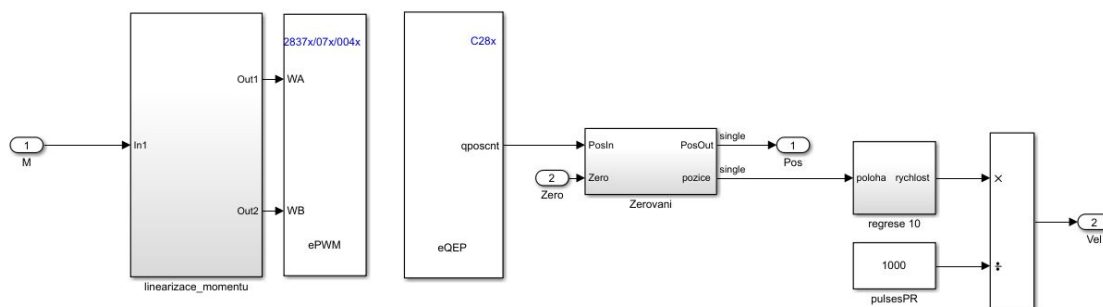 1
M
In1
Out1
Out2
linearizace_momentu
2837x/07x/004x
WA
WB
ePWM
C28x
qposcnt
eQEP
2
Zero
PosIn
Zero
PosOut
pozice
Zerovani
single
single
1
Pos
poloha
rychlost
regrese 10
1000
pulsesPR
×
÷
2
Vel